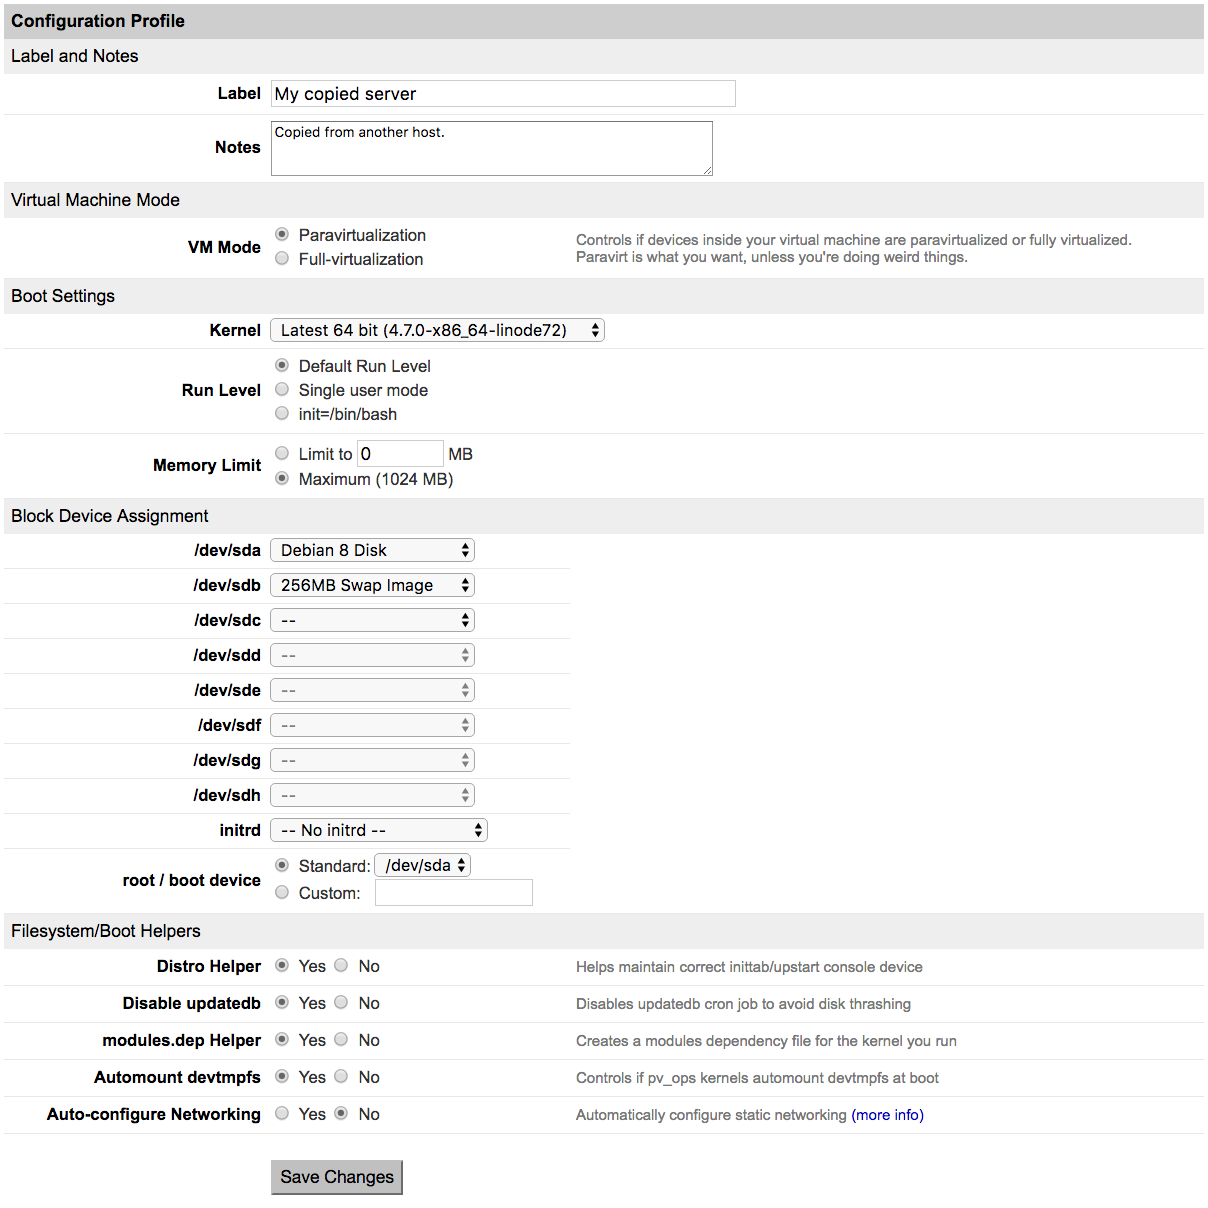 Configuration Profile
Label and Notes
Label My copied server
Notes Copied from another host.
Virtual Machine Mode
VM Mode Paravirtualization
Full-virtualization
Controls if devices inside your virtual machine are paravirtualized or fully virtualized.
Paravirt is what you want, unless you're doing weird things.
Boot Settings
Kernel Latest 64 bit (4.7.0-x86_64-linode72)
Run Level Default Run Level
Single user mode
init=/bin/bash
Memory Limit Limit to 0 MB
Maximum (1024 MB)
Block Device Assignment
/dev/sda Debian 8 Disk
/dev/sdb 256MB Swap Image
/dev/sdc --
/dev/sdd --
/dev/sde --
/dev/sdf --
/dev/sdg --
/dev/sdh --
initrd -- No initrd --
root / boot device Standard: /dev/sda
Custom:
Filesystem/Boot Helpers
Distro Helper Yes No Helps maintain correct inittab/upstart console device
Disable updatedb Yes No Disables updatedb cron job to avoid disk thrashing
modules.dep Helper Yes No Creates a modules dependency file for the kernel you run
Automount devtmpfs Yes No Controls if pv_ops kernels automount devtmpfs at boot
Auto-configure Networking Yes No Automatically configure static networking (more info)
Save Changes